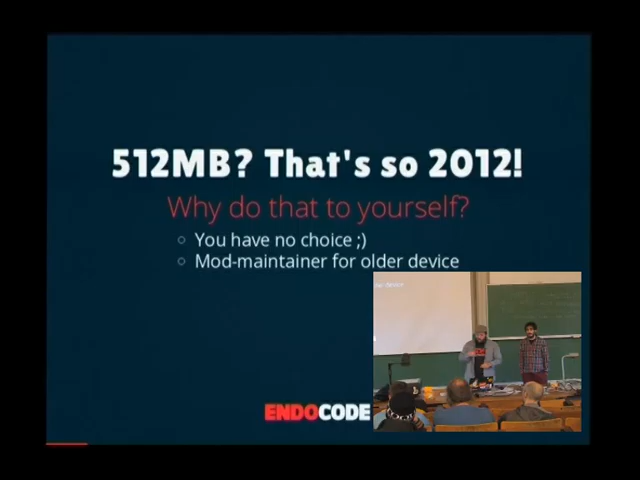 512MB? That's so 2012!
Why do that to yourself?
You have no choice ;)
Mod-maintainer for older device
ENDOCODE